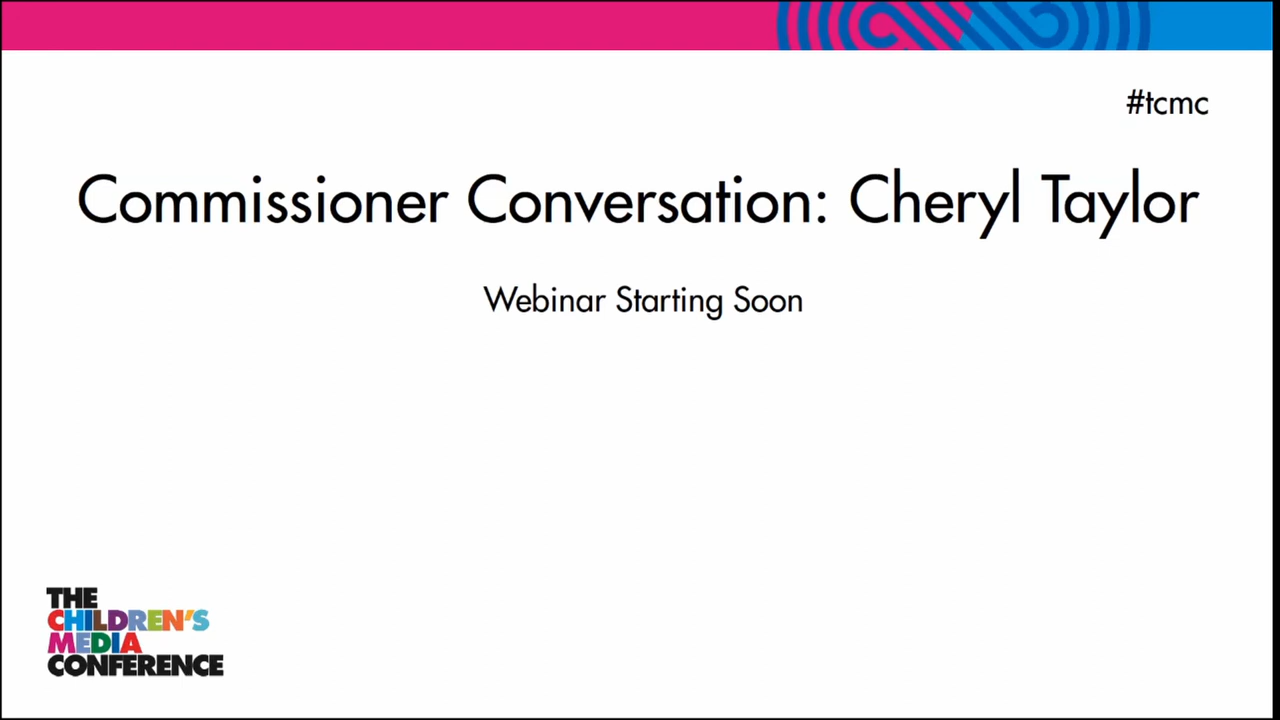 #tcmc
Commissioner Conversation: Cheryl Taylor
Webinar Starting Soon
THE
CHILDREN'S
MEDIA
CONFERENCE